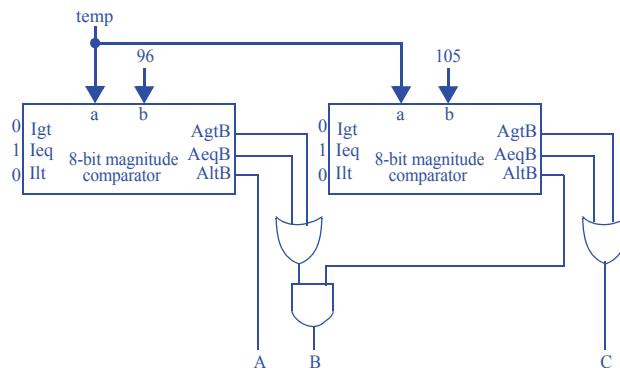 temp
96
105
a
b
0
Igt
1
Ieq
0
Ilt
8-bit magnitude
comparator
AgtB
AeqB
AltB
a
b
0
Igt
1
Ieq
0
Ilt
8-bit magnitude
comparator
AgtB
AeqB
AltB
A
B
C